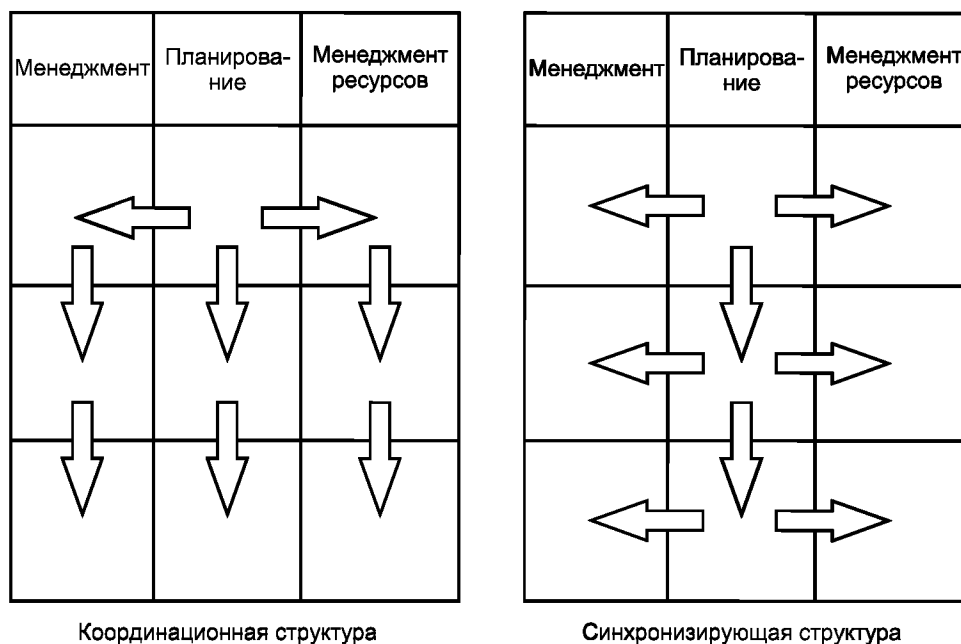 Менеджмент
Планирова-
ние
Менеджмент
ресурсов
Менеджмент
Планирова-
ние
Менеджмент
ресурсов
Координационная структура
Синхронизирующая структура